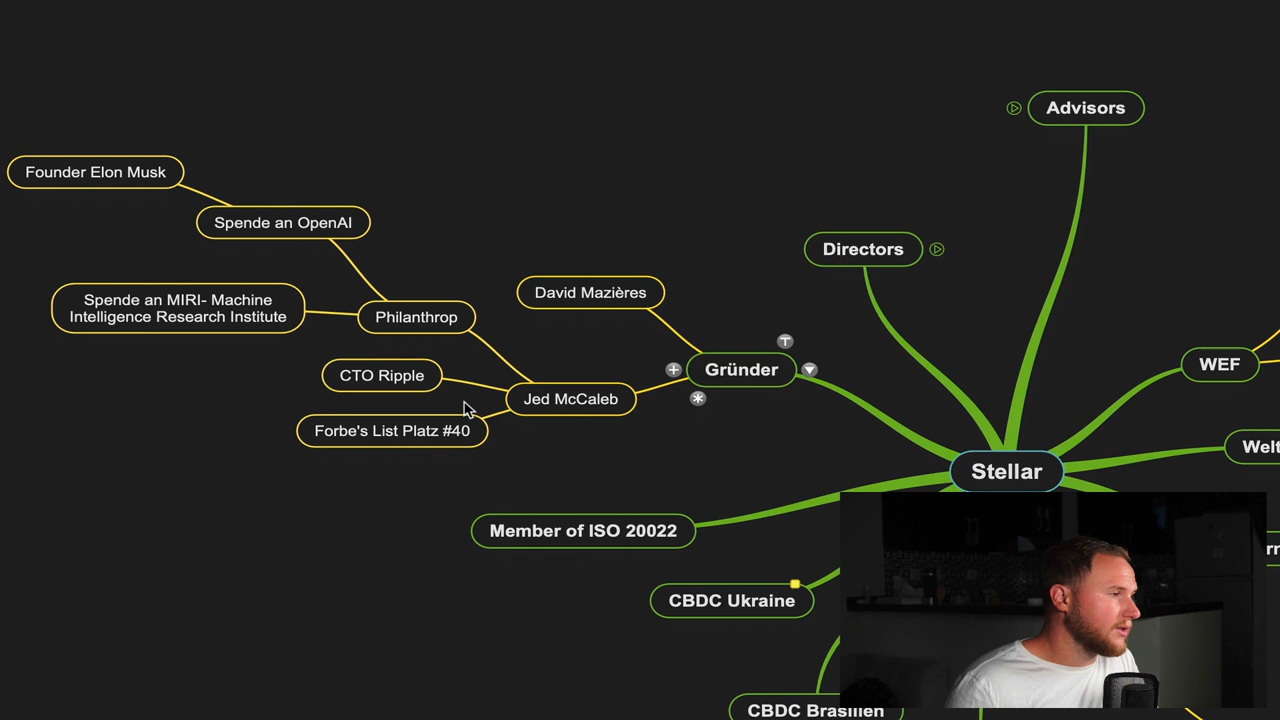 Advisors
Founder Elon Musk
Spende an OpenAI
Directors
David Mazières
Spende an MIRI- Machine
Intelligence Research Institute
Philanthrop
Gründer
WEF
CTO Ripple
Jed McCaleb
Forbe's List Platz #40
Welt
Stellar
Member of ISO 20022
CBDC Ukraine
CBDC Brasilien